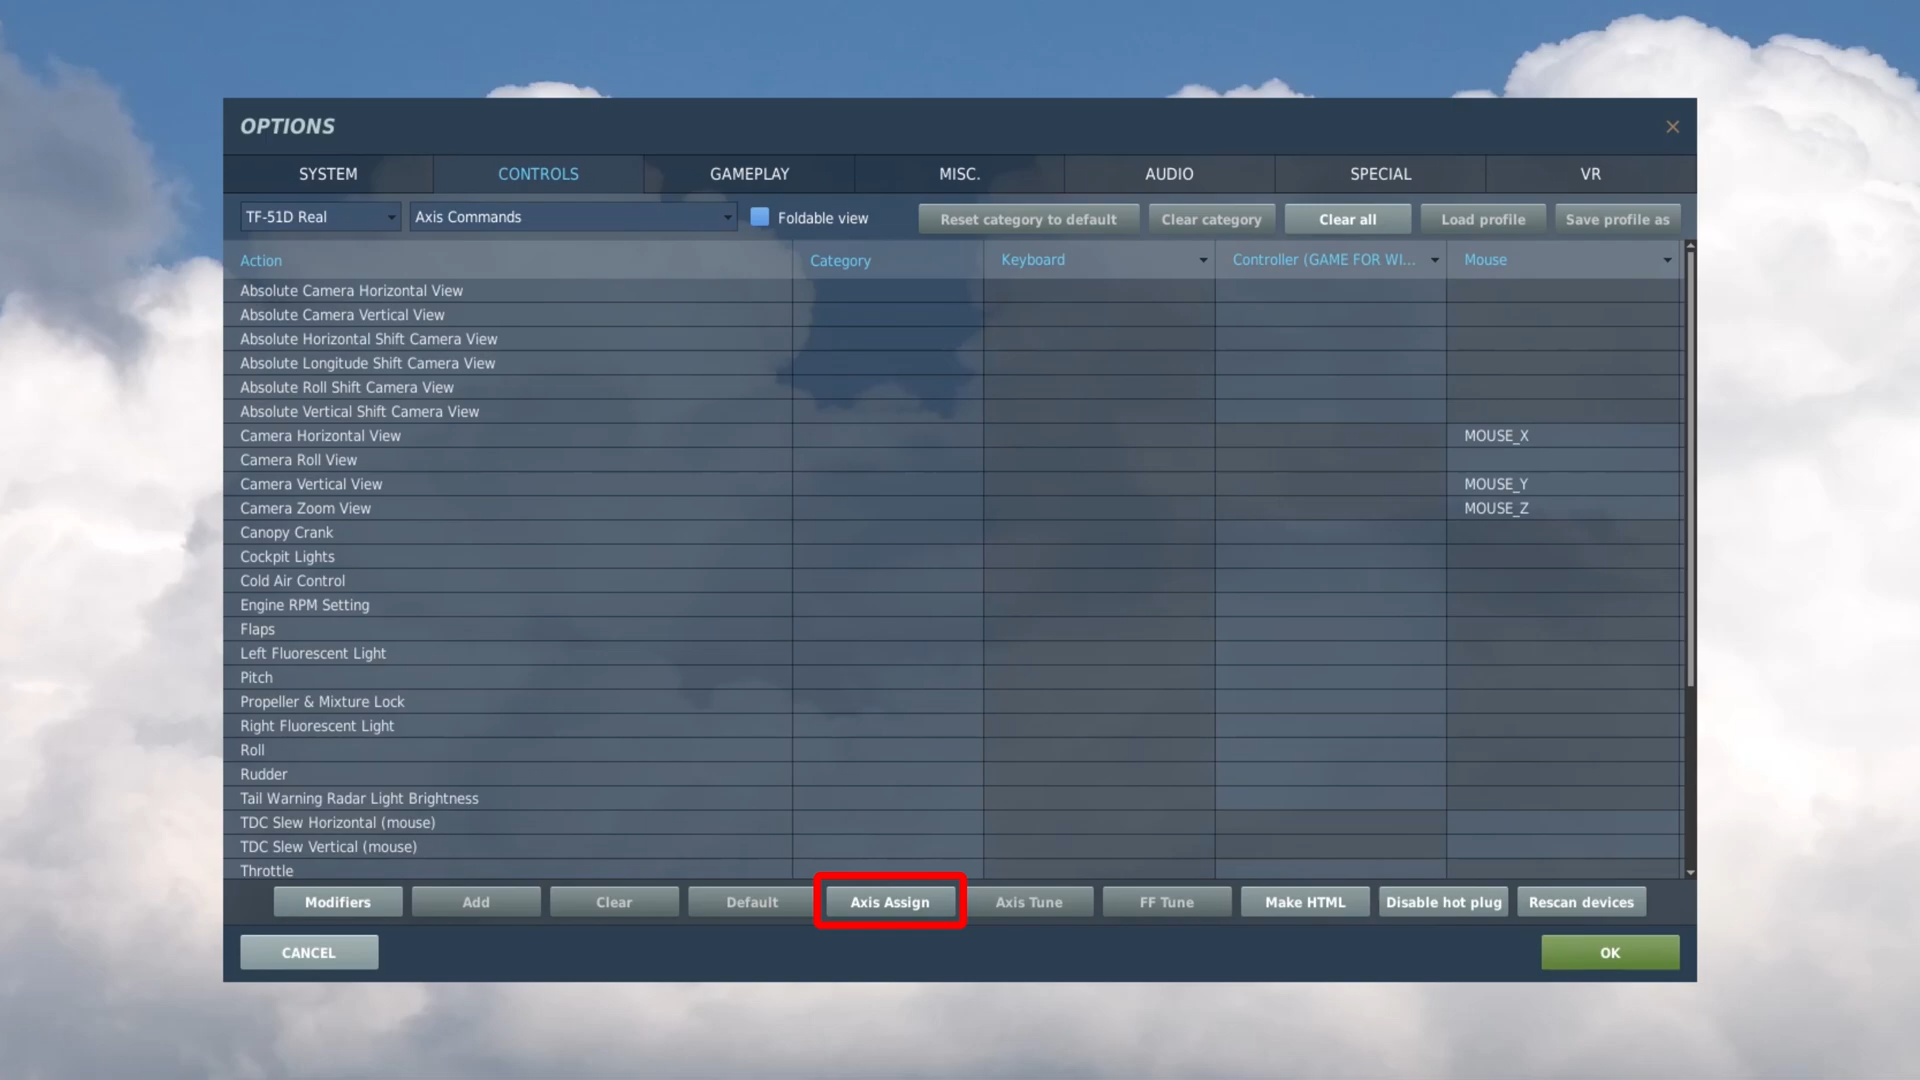 OPTIONS
SYSTEM CONTROLS GAMEPLAY MISC. AUDIO SPECIAL VR
TF-51D Real Axis Commands Foldable view Reset category to default Clear category Clear all Load profile Save profile as
Action Category Keyboard Controller (GAME FOR WI... Mouse
Absolute Camera Horizontal View
Absolute Camera Vertical View
Absolute Horizontal Shift Camera View
Absolute Longitude Shift Camera View
Absolute Roll Shift Camera View
Absolute Vertical Shift Camera View
Camera Horizontal View MOUSE_X
Camera Roll View
Camera Vertical View MOUSE_Y
Camera Zoom View MOUSE_Z
Canopy Crank
Cockpit Lights
Cold Air Control
Engine RPM Setting
Flaps
Left Fluorescent Light
Pitch
Propeller & Mixture Lock
Right Fluorescent Light
Roll
Rudder
Tail Warning Radar Light Brightness
TDC Slew Horizontal (mouse)
TDC Slew Vertical (mouse)
Throttle
Modifiers Add Clear Default Axis Assign Axis Tune FF Tune Make HTML Disable hot plug Rescan devices
CANCEL OK